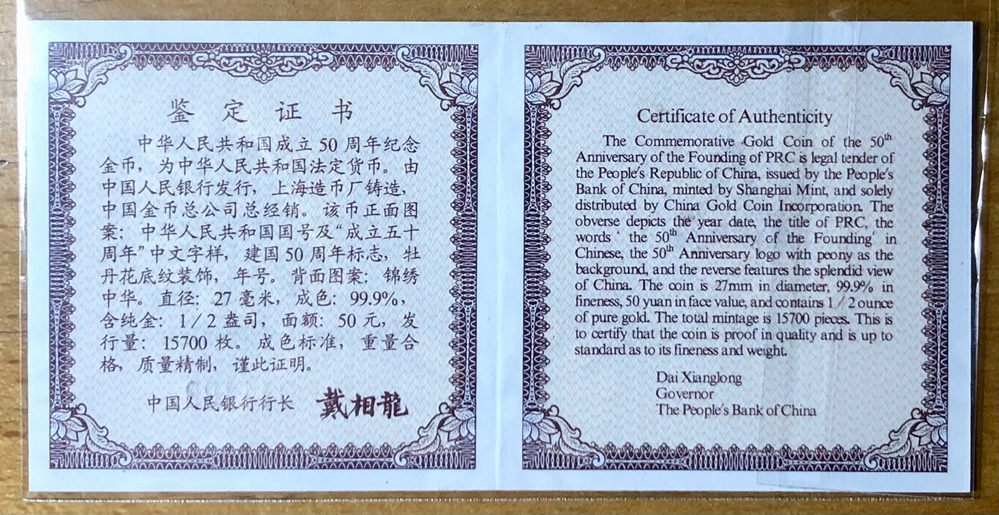 鉴定证书
中华人民共和国成立50周年纪念
金币，为中华人民共和国法定货币。由
中国人民银行发行，上海造币厂铸造，
中国金币总公司总经销。该币正面图
案：中华人民共和国国号及“成立五十
周年”中文字样，建国50周年标志，牡
丹花底纹装饰，年号。背面图案：锦绣
中华。直径：27毫米，成色：99.9%，
含纯金：1/2盎司，面额：50元，发
行量：15700枚。成色标准，重量合
格，质量精制，谨此证明。
中国人民银行行长 戴相龍
Certificate of Authenticity
The Commemorative Gold Coin of the 50th
Anniversary of the Founding of PRC is legal tender of
the People's Republic of China, issued by the People's
Bank of China, minted by Shanghai Mint, and solely
distributed by China Gold Coin Incorporation. The
obverse depicts the year date, the title of PRC, the
words ' the 50th Anniversary of the Founding' in
Chinese, the 50th Anniversary logo with peony as the
background, and the reverse features the splendid view
of China. The coin is 27mm in diameter, 99.9% in
fineness, 50 yuan in face value, and contains 1/2 ounce
of pure gold. The total mintage is 15700 pieces. This is
to certify that the coin is proof in quality and is up to
standard as to its fineness and weight.
Dai Xianglong
Governor
The People's Bank of China